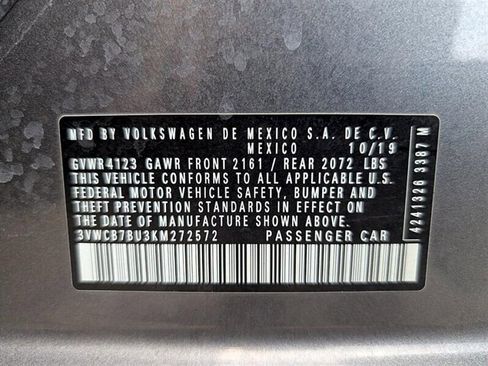 MFD BY VOLKSWAGEN DE MEXICO S.A. DE C.V.
MEXICO 10/19
GVWR4123 GAWR FRONT 2161 / REAR 2072 LBS
THIS VEHICLE CONFORMS TO ALL APPLICABLE U.S.
FEDERAL MOTOR VEHICLE SAFETY, BUMPER AND
THEFT PREVENTION STANDARDS IN EFFECT ON
THE DATE OF MANUFACTURE SHOWN ABOVE.
3VWCB7BU3KM272572 PASSENGER CAR
4241326 3387 M